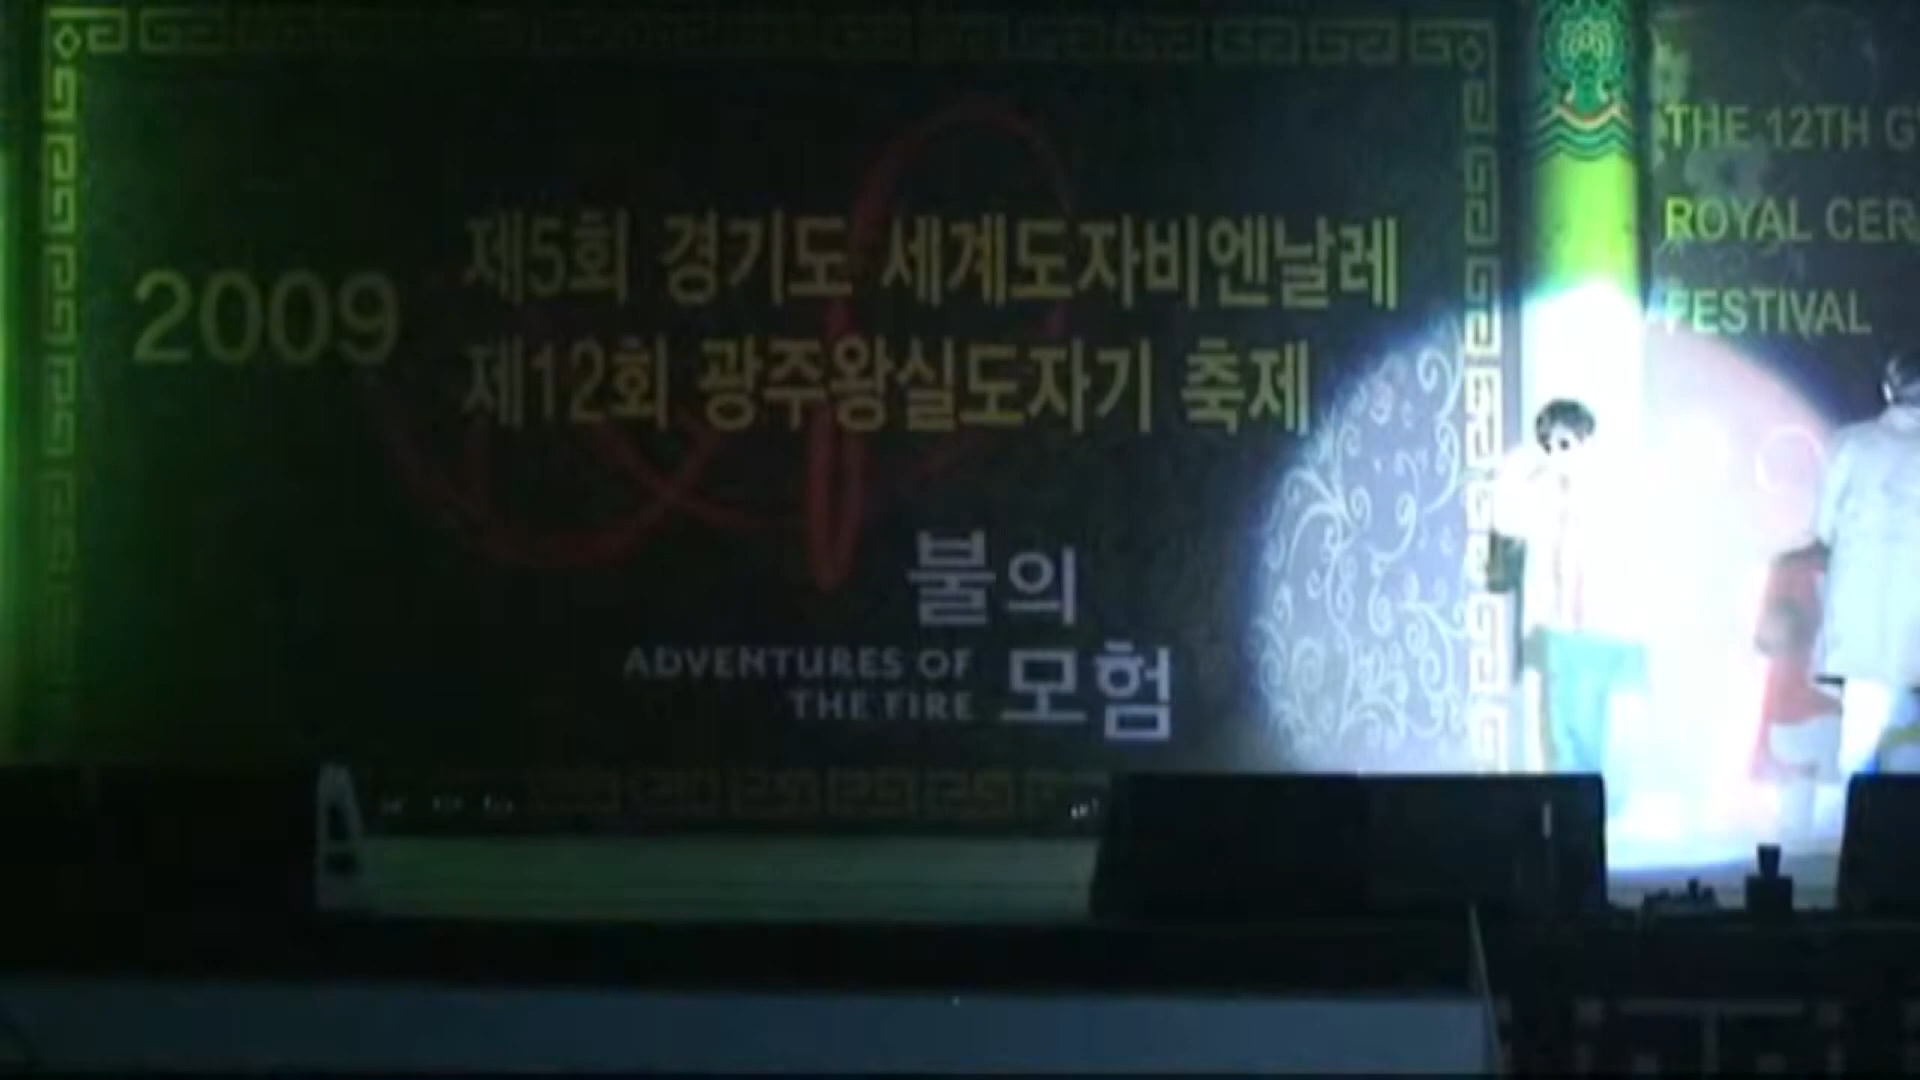 2009
제5회 경기도 세계도자비엔날레
제12회 광주왕실도자기 축제
불의
모험
ADVENTURES OF
THE FIRE
THE 12TH
ROYAL
FESTIVAL